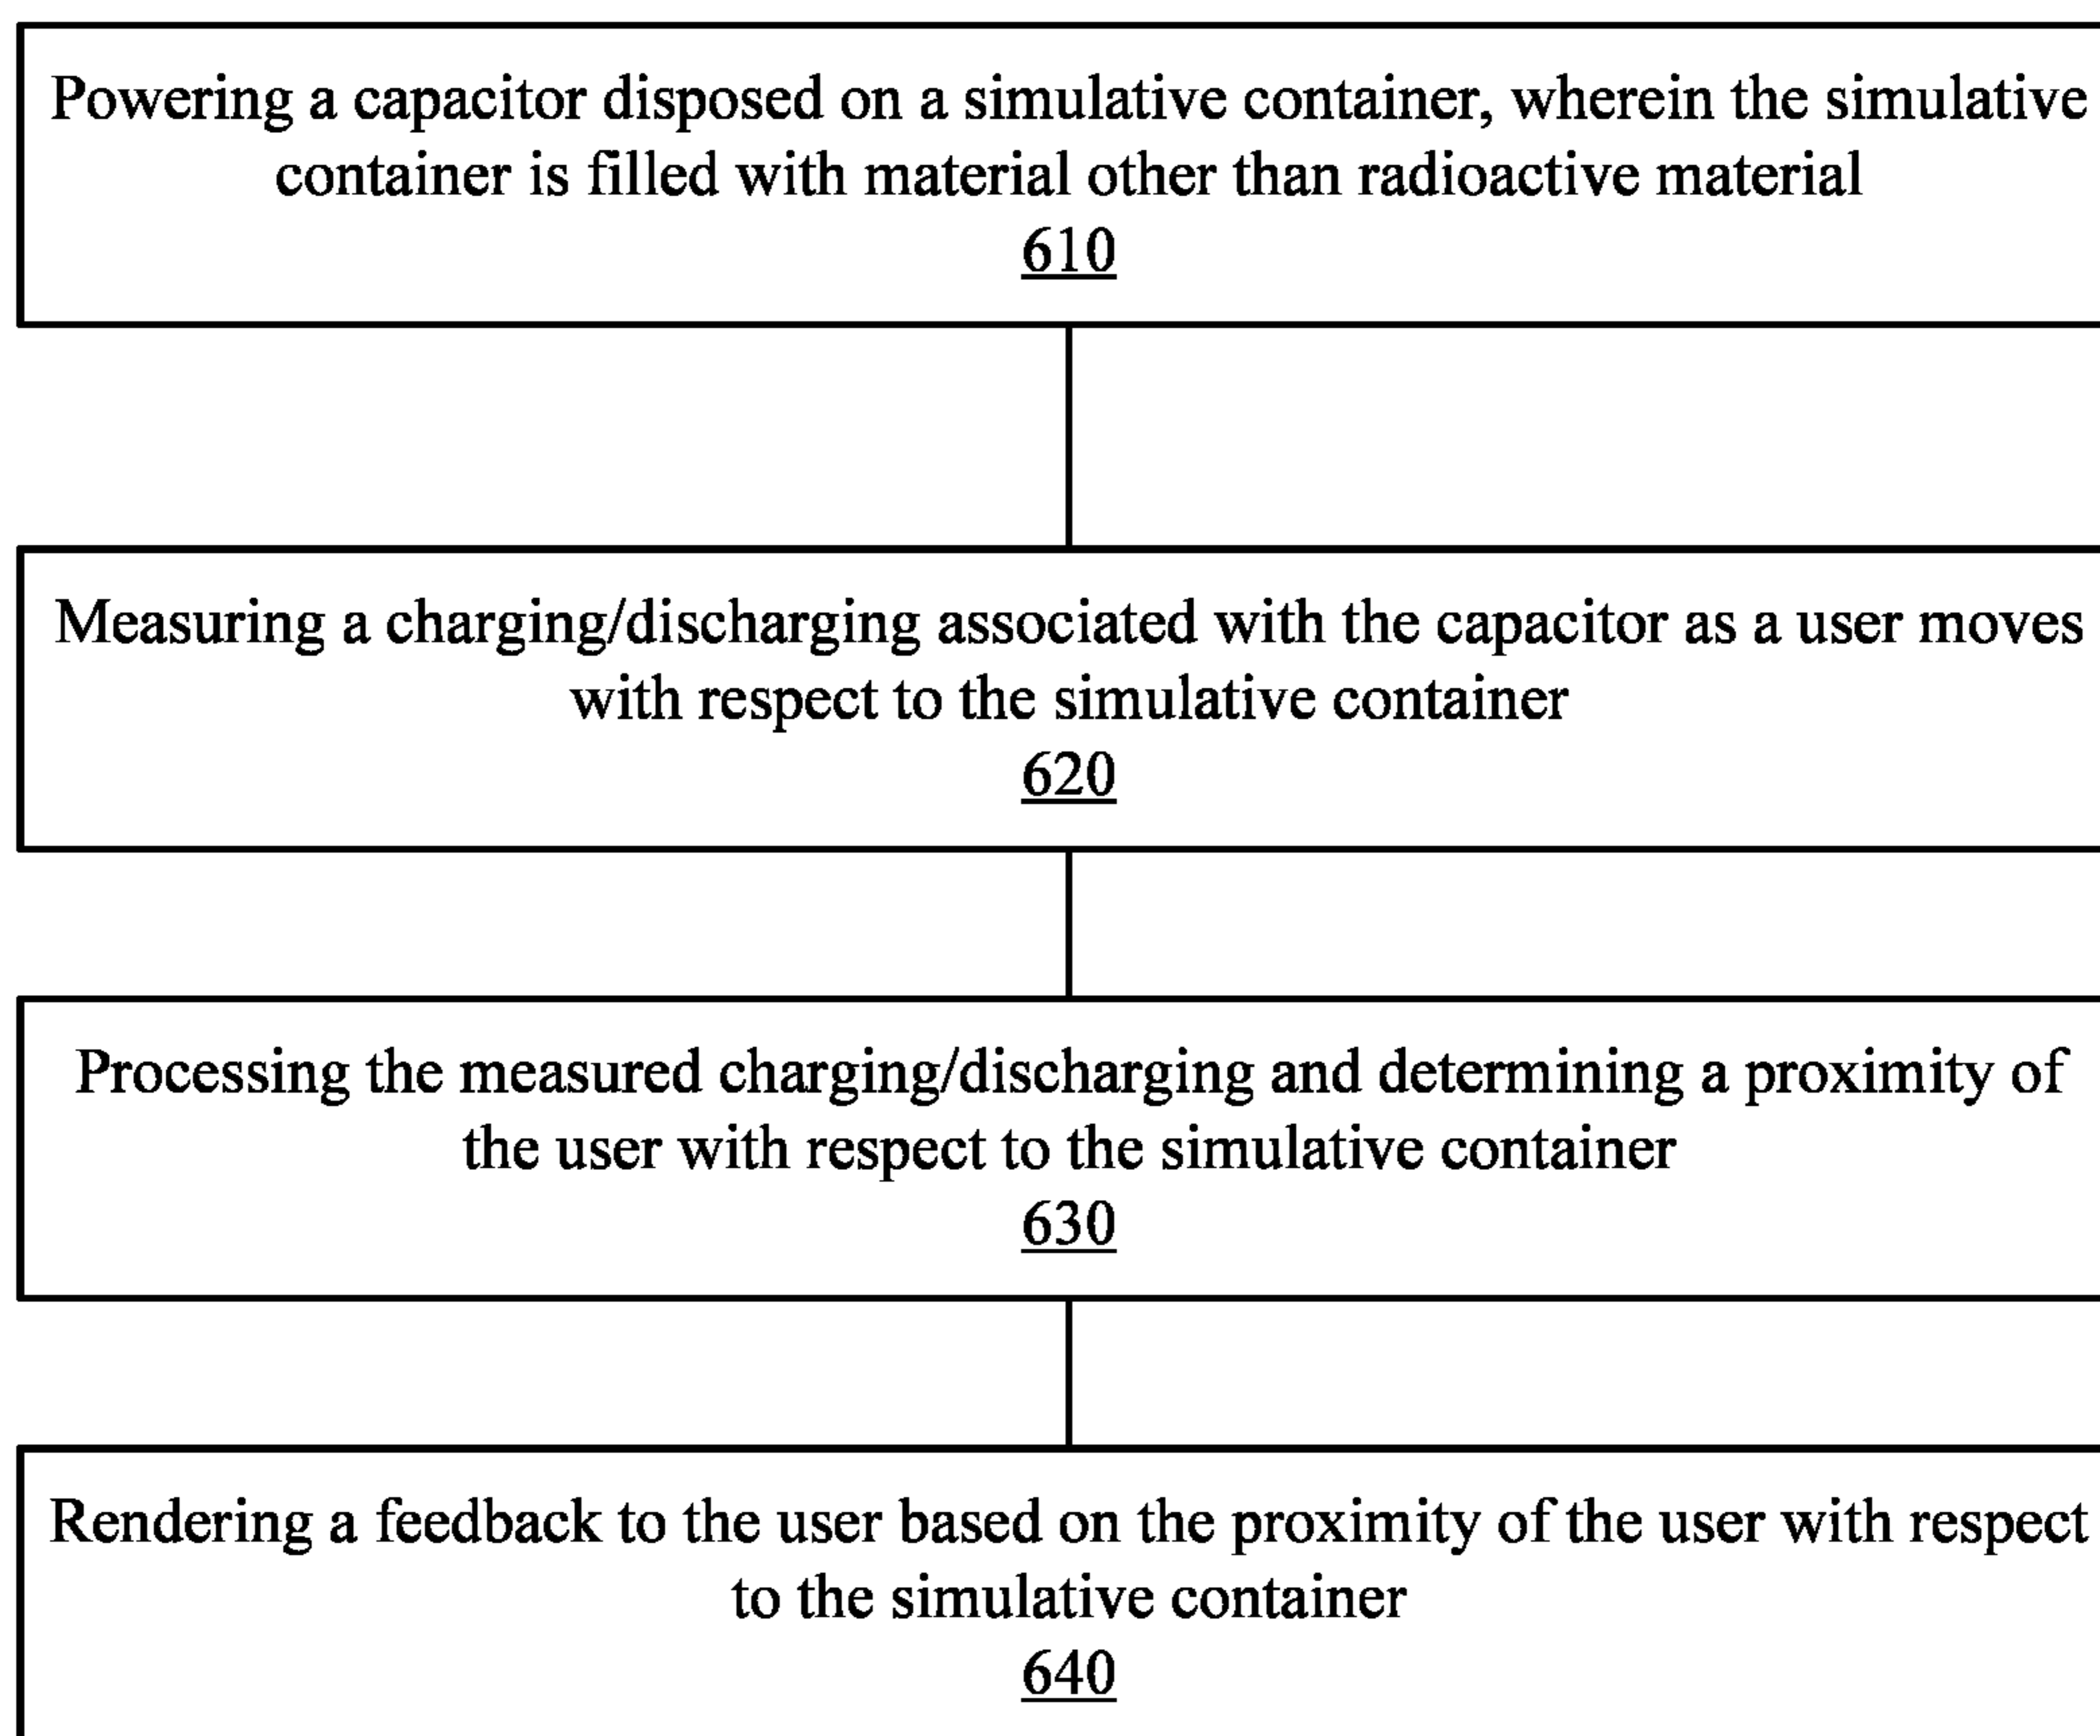 Powering a capacitor disposed on a simulative container, wherein the simulative
container is filled with material other than radioactive material
610
Measuring a charging/discharging associated with the capacitor as a user moves
with respect to the simulative container
620
Processing the measured charging/discharging and determining a proximity of
the user with respect to the simulative container
630
Rendering a feedback to the user based on the proximity of the user with respect
to the simulative container
640